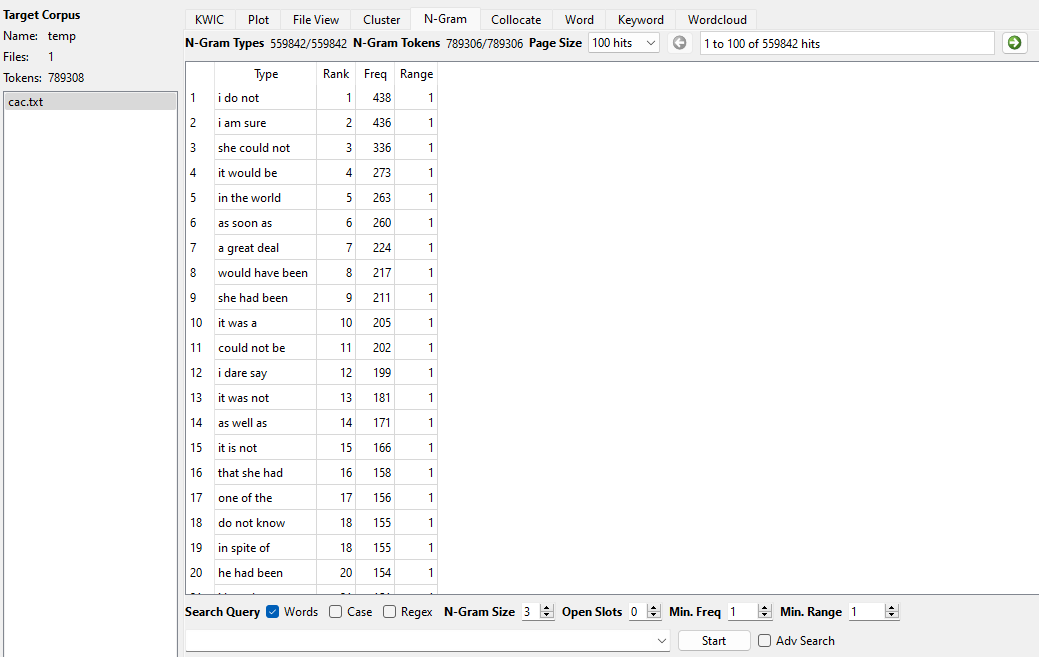 Target Corpus
Name: temp
Files: 1
Tokens: 789308
cac.txt
KWIC Plot File View Cluster N-Gram Collocate Word Keyword Wordcloud
N-Gram Types 559842/559842 N-Gram Tokens 789306/789306 Page Size 100 hits 1 to 100 of 559842 hits
Type Rank Freq Range
1 i do not 1 438 1
2 i am sure 2 436 1
3 she could not 3 336 1
4 it would be 4 273 1
5 in the world 5 263 1
6 as soon as 6 260 1
7 a great deal 7 224 1
8 would have been 8 217 1
9 she had been 9 211 1
10 it was a 10 205 1
11 could not be 11 202 1
12 i dare say 12 199 1
13 it was not 13 181 1
14 as well as 14 171 1
15 it is not 15 166 1
16 that she had 16 158 1
17 one of the 17 156 1
18 do not know 18 155 1
19 in spite of 18 155 1
20 he had been 20 154 1
Search Query Words Case Regex N-Gram Size 3 Open Slots 0 Min. Freq 1 Min. Range 1
Start Adv Search